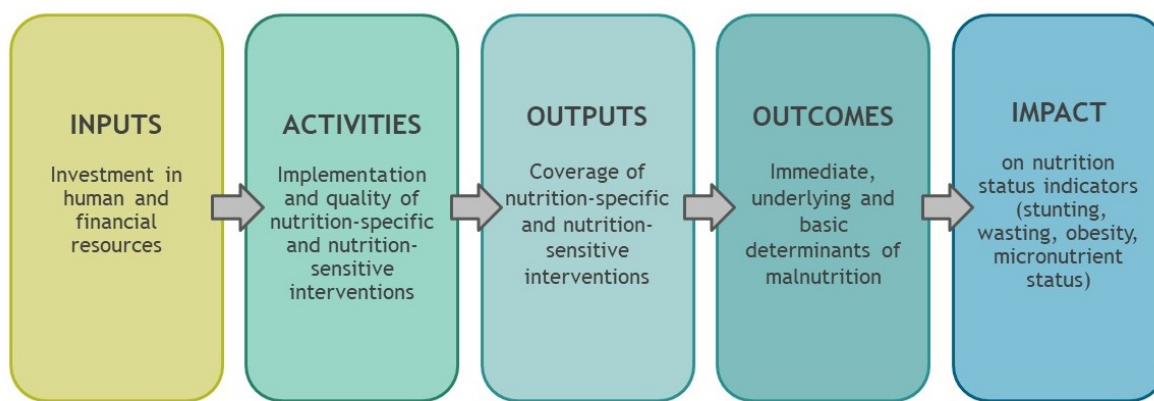 INPUTS
Investment in
human and
financial
resources
ACTIVITIES
Implementation
and quality of
nutrition-specific
and nutrition-
sensitive
interventions
OUTPUTS
Coverage of
nutrition-specific
and nutrition-
sensitive
interventions
OUTCOMES
Immediate,
underlying and
basic
determinants of
malnutrition
IMPACT
on nutrition
status indicators
(stunting,
wasting, obesity,
micronutrient
status)